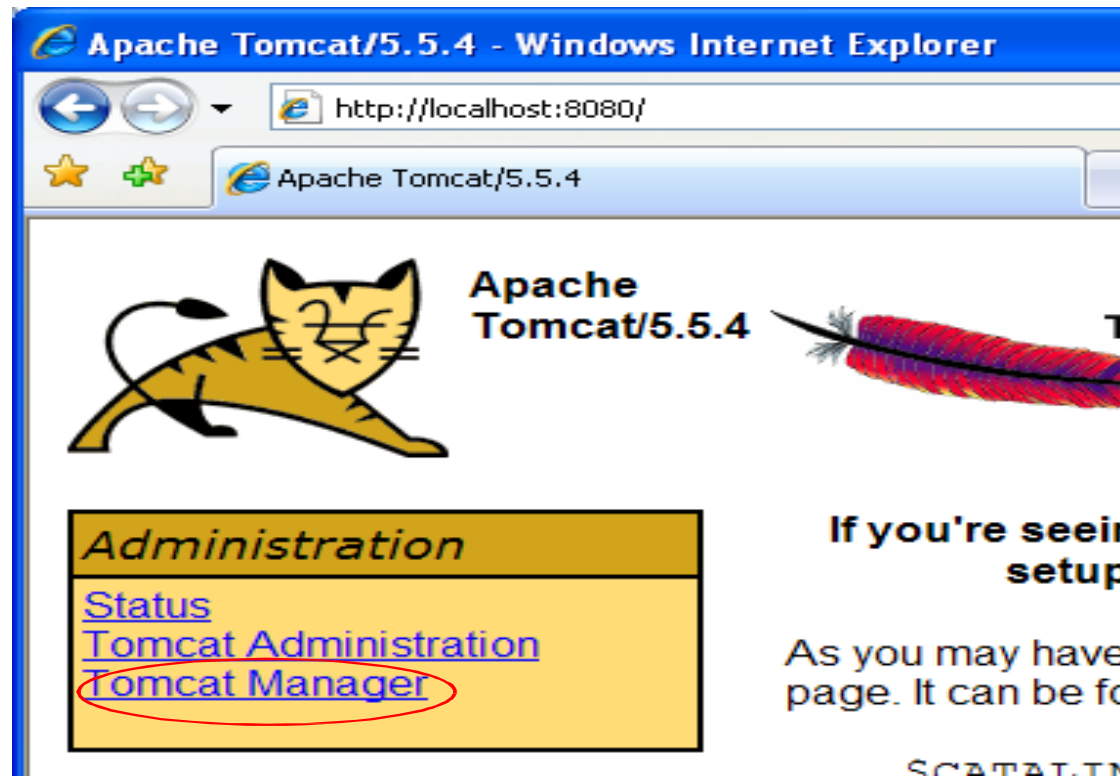 Apache Tomcat/5.5.4 - Windows Internet Explorer
http://localhost:8080/
Apache Tomcat/5.5.4
Apache
Tomcat/5.5.4
Administration
Status
Tomcat Administration
Tomcat Manager
If you're
setup
As you may have
page. It can be